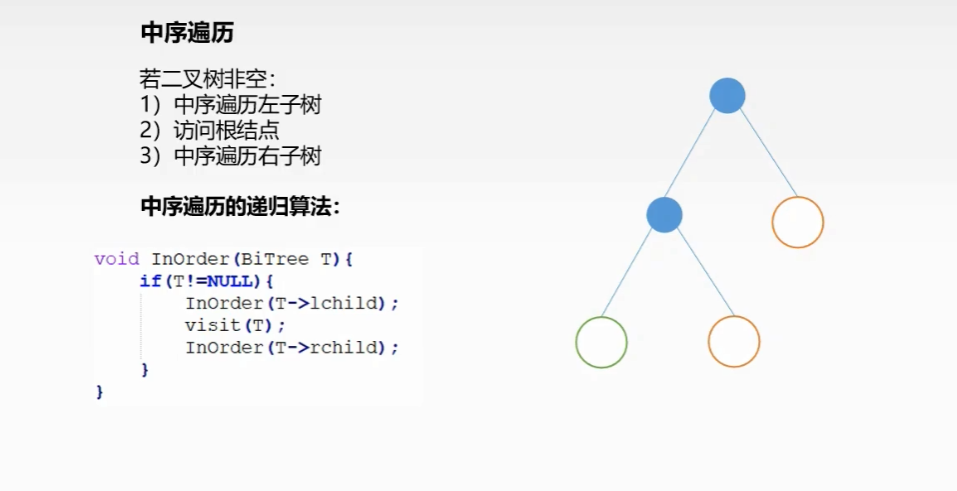 中序遍历
若二叉树非空：
1）中序遍历左子树
2）访问根结点
3）中序遍历右子树
中序遍历的递归算法：
void InOrder(BiTree T){
if(T!=NULL){
InOrder(T->lchild);
visit(T);
InOrder(T->rchild);
}
}